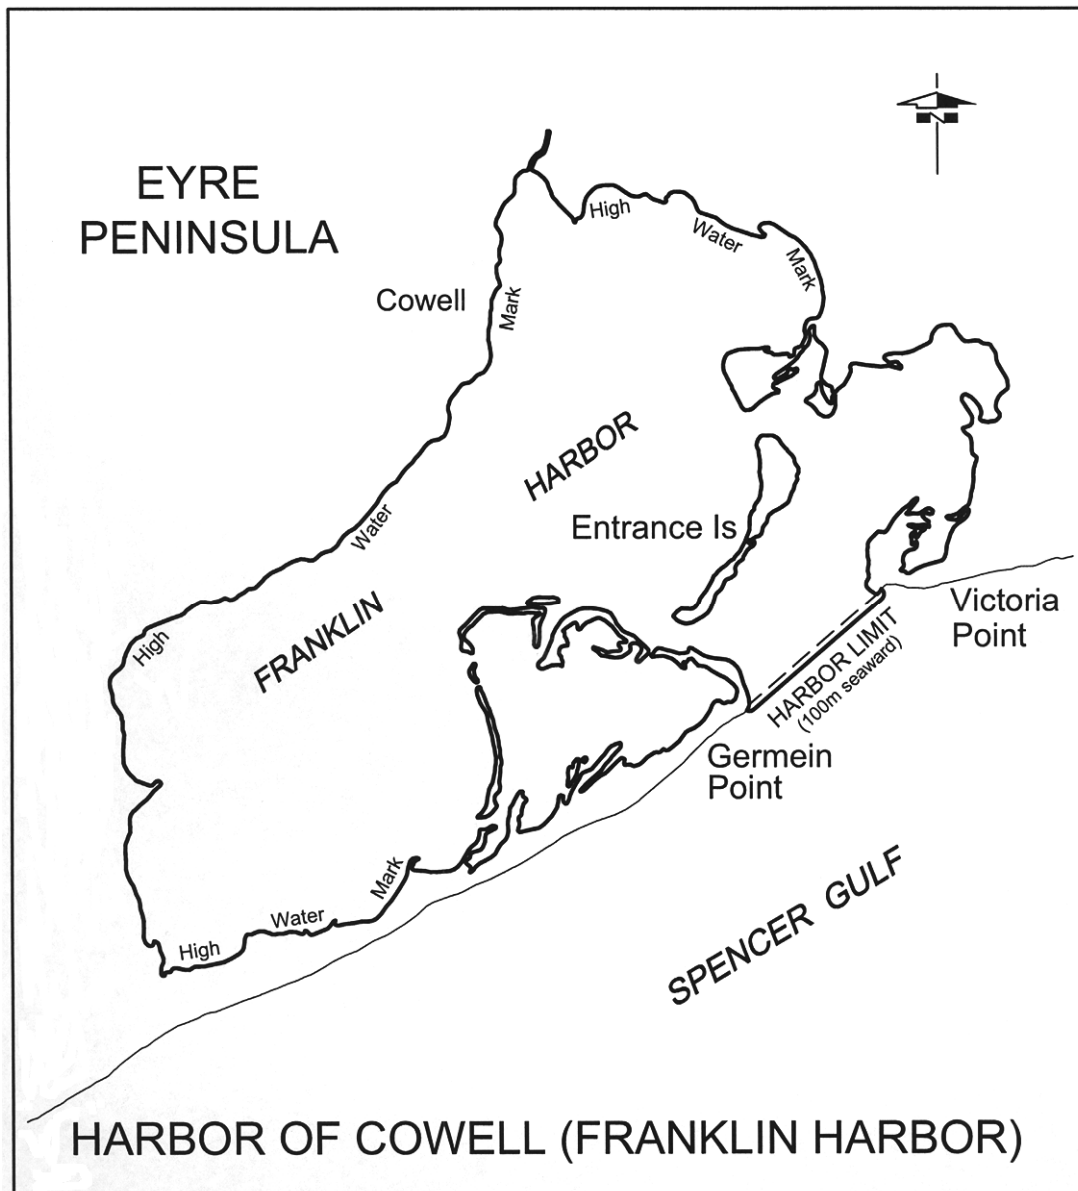 N
EYRE
PENINSULA
High
Water
Mark
Cowell
Mark
HARBOR
Water
Entrance Is
High
FRANKLIN
Victoria
Point
HARBOR LIMIT
(100m seaward)
Germein
Point
Mark
Water
High
SPENCER GULF
HARBOR OF COWELL (FRANKLIN HARBOR)